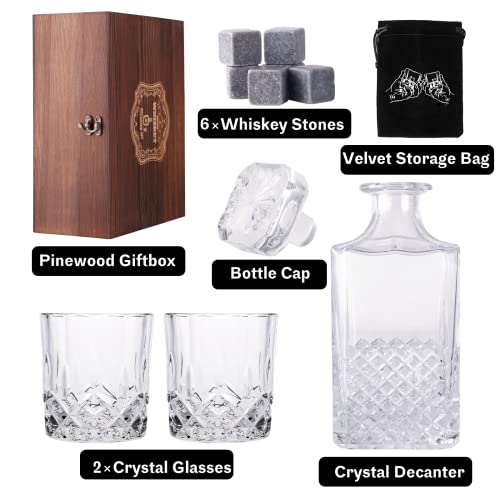 6×Whiskey Stones
Velvet Storage Bag
Pinewood Giftbox
Bottle Cap
2×Crystal Glasses
Crystal Decanter